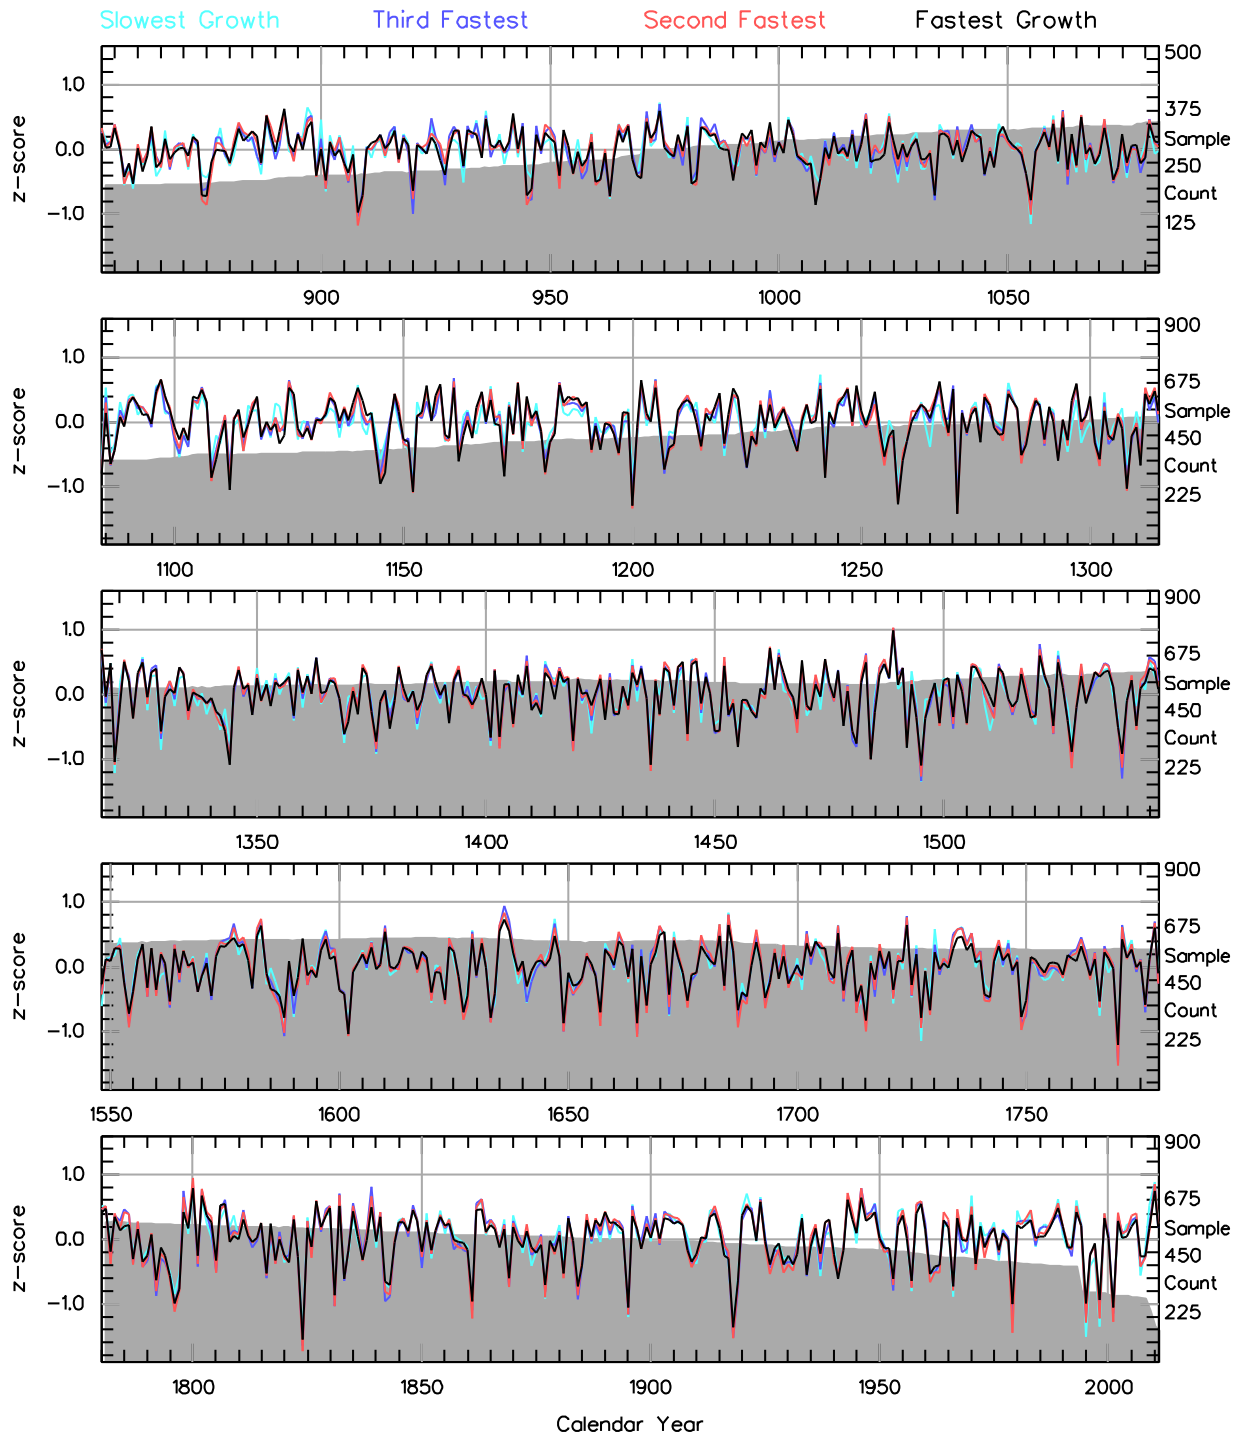 Slowest Growth Third Fastest Second Fastest Fastest Growth
500
1.0
375
z-score
Sample
0.0
250
Count
-1.0
125
900 950 1000 1050
900
1.0
675
z-score
Sample
0.0
450
Count
-1.0
225
1100 1150 1200 1250 1300
900
1.0
675
z-score
Sample
0.0
450
Count
-1.0
225
1350 1400 1450 1500
900
1.0
675
z-score
Sample
0.0
450
Count
-1.0
225
1550 1600 1650 1700 1750
900
1.0
675
z-score
Sample
0.0
450
Count
-1.0
225
1800 1850 1900 1950 2000
Calendar Year